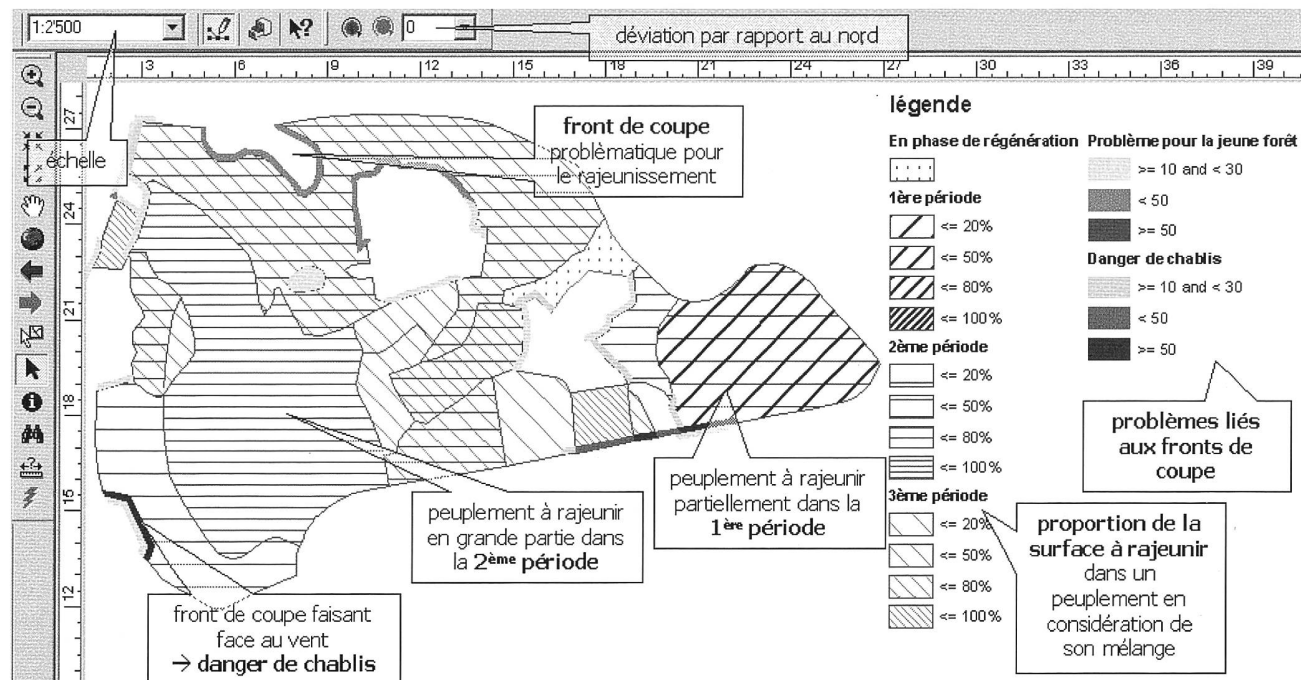 1:2'500
0
déviation par rapport au nord
3 6 9 12 15 18 21 24 27 30 33 36 39
27
24
21
18
15
12
échelle
front de coupe
problèmatique pour
le rajeunissement
peuplement à rajeunir
en grande partie dans
la 2ème période
peuplement à rajeunir
partiellement dans la
1ère période
front de coupe faisant
face au vent
→ danger de chablis
légende
En phase de régénération
1ère période
<= 20%
<= 50%
<= 80%
<= 100%
2ème période
<= 20%
<= 50%
<= 80%
<= 100%
3ème période
<= 20%
<= 50%
<= 80%
<= 100%
Problème pour la jeune forêt
>= 10 and < 30
< 50
>= 50
Danger de chablis
>= 10 and < 30
< 50
>= 50
problèmes liés
aux fronts de
coupe
proportion de la
surface à rajeunir
dans un
peuplement en
considération de
son mélange